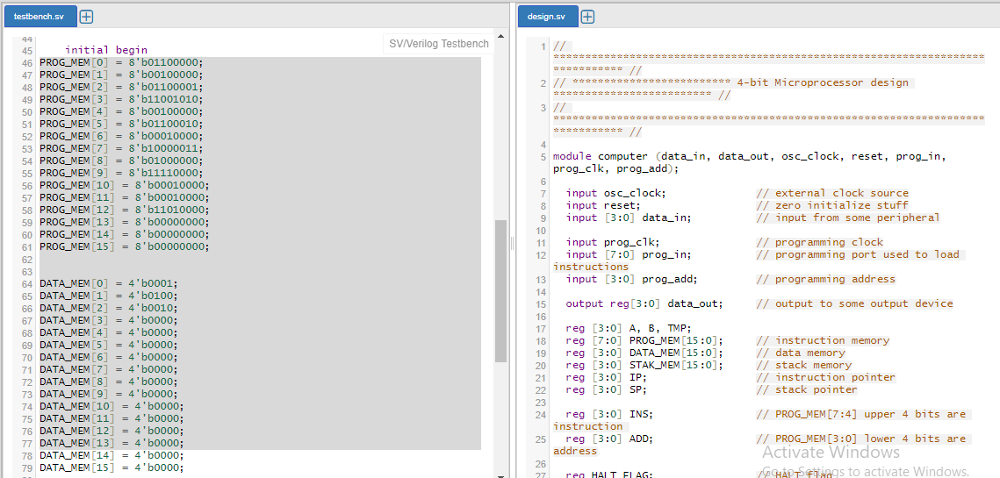 testbench.sv
44
SV/Verilog Testbench
45 initial begin
46 PROG_MEM[0] = 8'b01100000;
47 PROG_MEM[1] = 8'b00100000;
48 PROG_MEM[2] = 8'b01100001;
49 PROG_MEM[3] = 8'b11001010;
50 PROG_MEM[4] = 8'b00100000;
51 PROG_MEM[5] = 8'b01100010;
52 PROG_MEM[6] = 8'b00010000;
53 PROG_MEM[7] = 8'b10000011;
54 PROG_MEM[8] = 8'b01000000;
55 PROG_MEM[9] = 8'b11110000;
56 PROG_MEM[10] = 8'b00010000;
57 PROG_MEM[11] = 8'b00010000;
58 PROG_MEM[12] = 8'b11010000;
59 PROG_MEM[13] = 8'b00000000;
60 PROG_MEM[14] = 8'b00000000;
61 PROG_MEM[15] = 8'b00000000;
62
63
64 DATA_MEM[0] = 4'b0001;
65 DATA_MEM[1] = 4'b0100;
66 DATA_MEM[2] = 4'b0010;
67 DATA_MEM[3] = 4'b0000;
68 DATA_MEM[4] = 4'b0000;
69 DATA_MEM[5] = 4'b0000;
70 DATA_MEM[6] = 4'b0000;
71 DATA_MEM[7] = 4'b0000;
72 DATA_MEM[8] = 4'b0000;
73 DATA_MEM[9] = 4'b0000;
74 DATA_MEM[10] = 4'b0000;
75 DATA_MEM[11] = 4'b0000;
76 DATA_MEM[12] = 4'b0000;
77 DATA_MEM[13] = 4'b0000;
78 DATA_MEM[14] = 4'b0000;
79 DATA_MEM[15] = 4'b0000;
design.sv
1 //
********************************************************************
*********** //
2 // ************************* 4-bit Microprocessor design
************************* //
3 //
********************************************************************
*********** //
4
5 module computer (data_in, data_out, osc_clock, reset, prog_in,
prog_clk, prog_add);
6
7 input osc_clock; // external clock source
8 input reset; // zero initialize stuff
9 input [3:0] data_in; // input from some peripheral
10
11 input prog_clk; // programming clock
12 input [7:0] prog_in; // programming port used to load
instructions
13 input [3:0] prog_add; // programming address
14
15 output reg[3:0] data_out; // output to some output device
16
17 reg [3:0] A, B, TMP;
18 reg [7:0] PROG_MEM[15:0]; // instruction memory
19 reg [3:0] DATA_MEM[15:0]; // data memory
20 reg [3:0] STAK_MEM[15:0]; // stack memory
21 reg [3:0] IP; // instruction pointer
22 reg [3:0] SP; // stack pointer
23
24 reg [3:0] INS; // PROG_MEM[7:4] upper 4 bits are
instruction
25 reg [3:0] ADD; // PROG_MEM[3:0] lower 4 bits are
address
26
27 reg HALT_FLAG; // HALT flag
Activate Windows
Go to Settings to activate Windows.